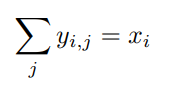 ∑_j y_{i,j} = x_i